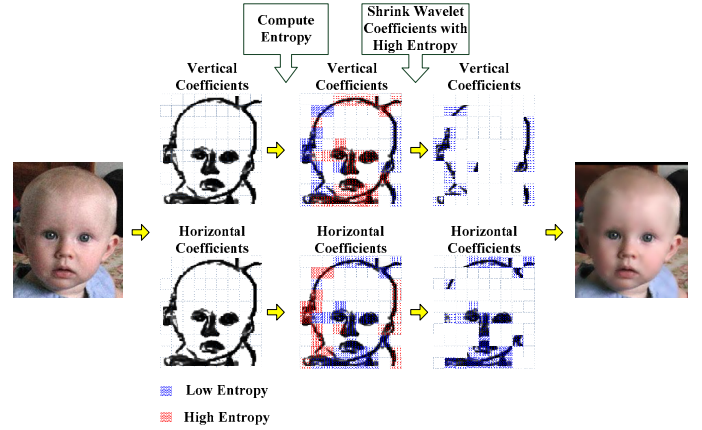 Compute
Entropy
Shrink Wavelet
Coefficients with
High Entropy
Vertical
Coefficients
Vertical
Coefficients
Vertical
Coefficients
Horizontal
Coefficients
Horizontal
Coefficients
Horizontal
Coefficients
Low Entropy
High Entropy